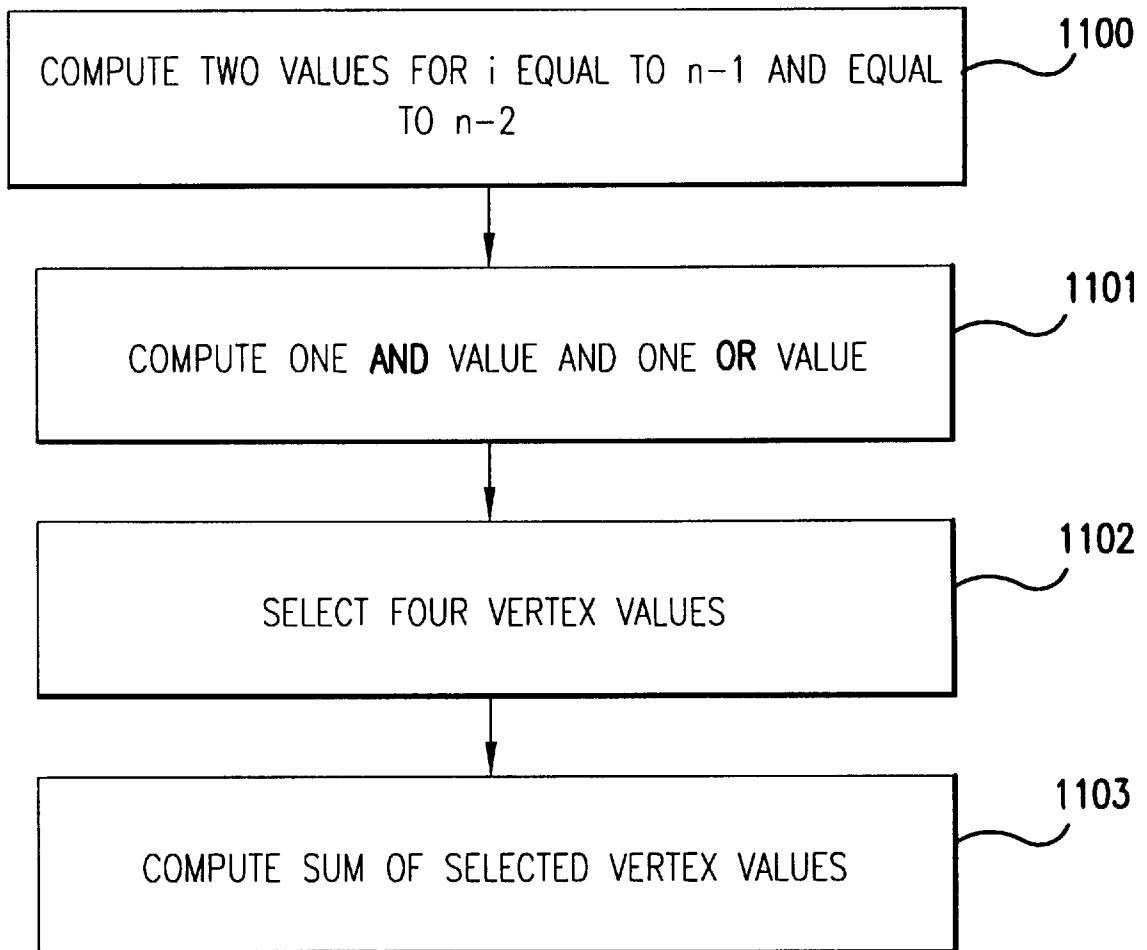 1100
COMPUTE TWO VALUES FOR i EQUAL TO n-1 AND EQUAL
TO n-2
1101
COMPUTE ONE AND VALUE AND ONE OR VALUE
1102
SELECT FOUR VERTEX VALUES
1103
COMPUTE SUM OF SELECTED VERTEX VALUES